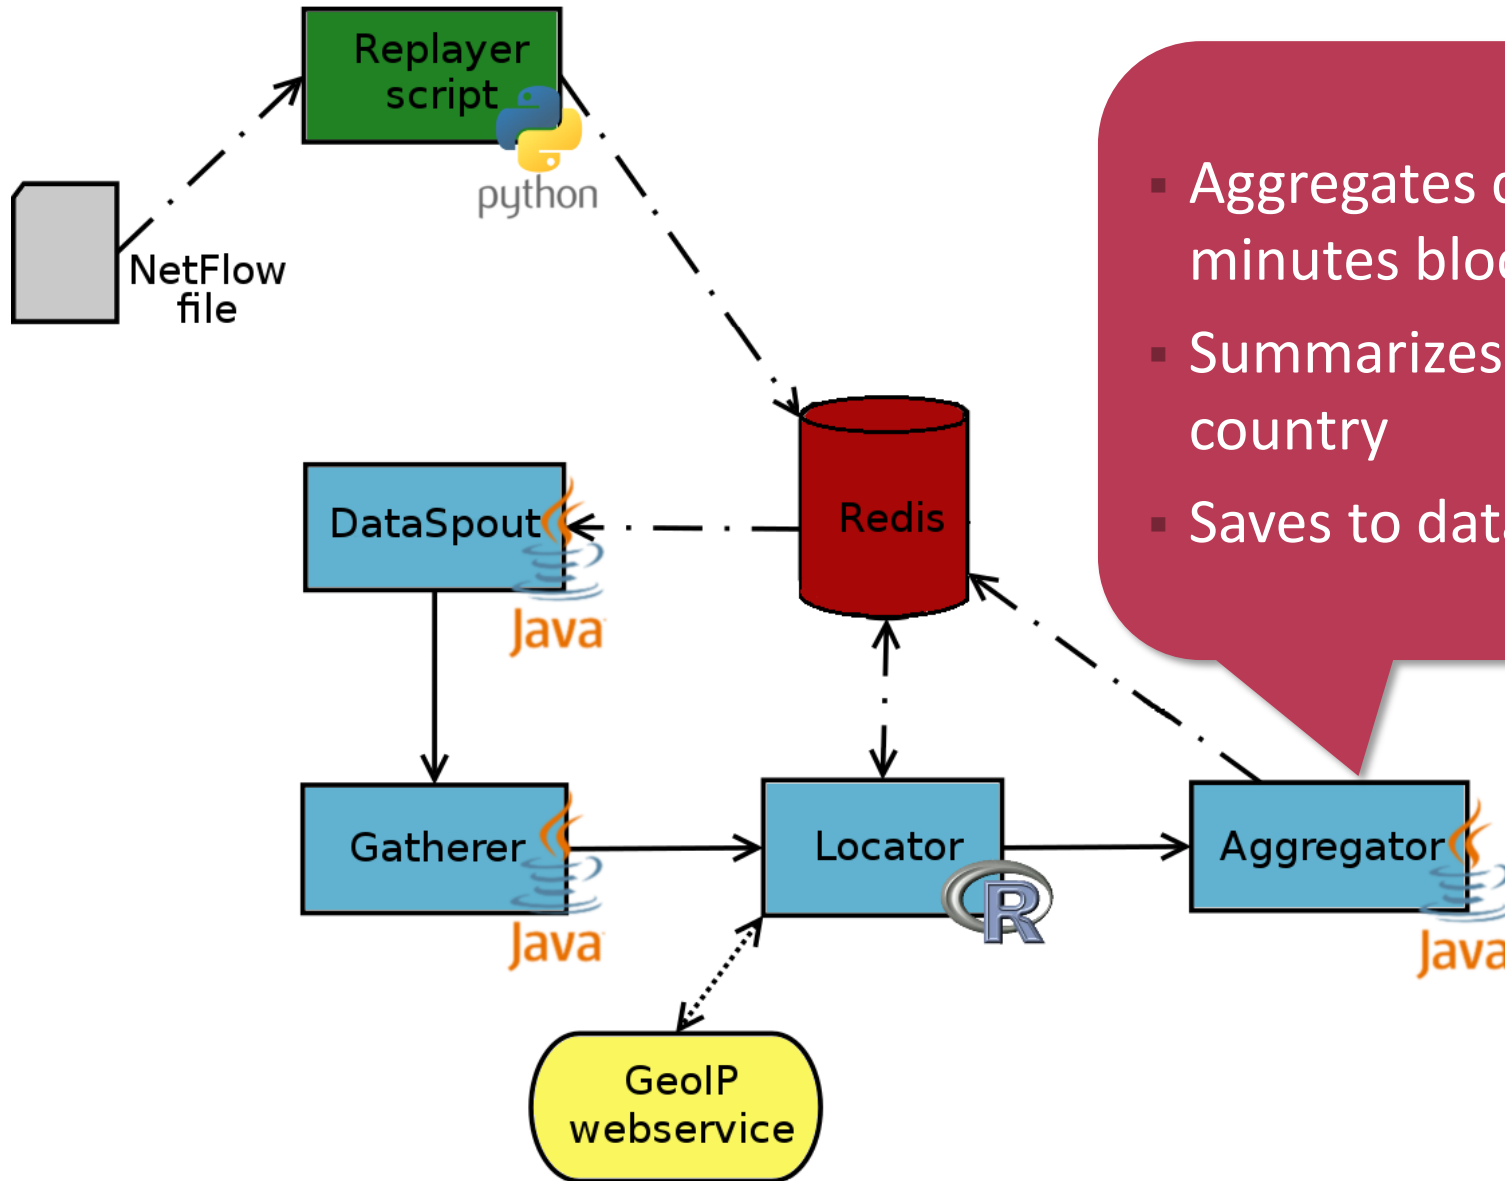 Replayer
script
python
NetFlow
file
Aggregates
minutes
Summarizes
country
Saves to
Redis
DataSpout
Java
Gatherer
Java
Locator
R
Aggregator
Java
GeoIP
webservice